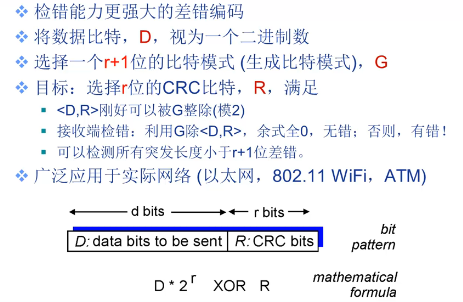 检错能力更强大的差错编码
将数据比特，D，视为一个二进制数
选择一个r+1位的比特模式 (生成比特模式)，G
目标：选择r位的CRC比特，R，满足
<D,R>刚好可以被G整除(模2)
接收端检错：利用G除<D,R>，余式全0，无错；否则，有错！
可以检测所有突发长度小于r+1位差错。
广泛应用于实际网络 (以太网，802.11 WiFi，ATM)
d bits r bits
D: data bits to be sent R: CRC bits
bit pattern
D * 2^r XOR R
mathematical formula